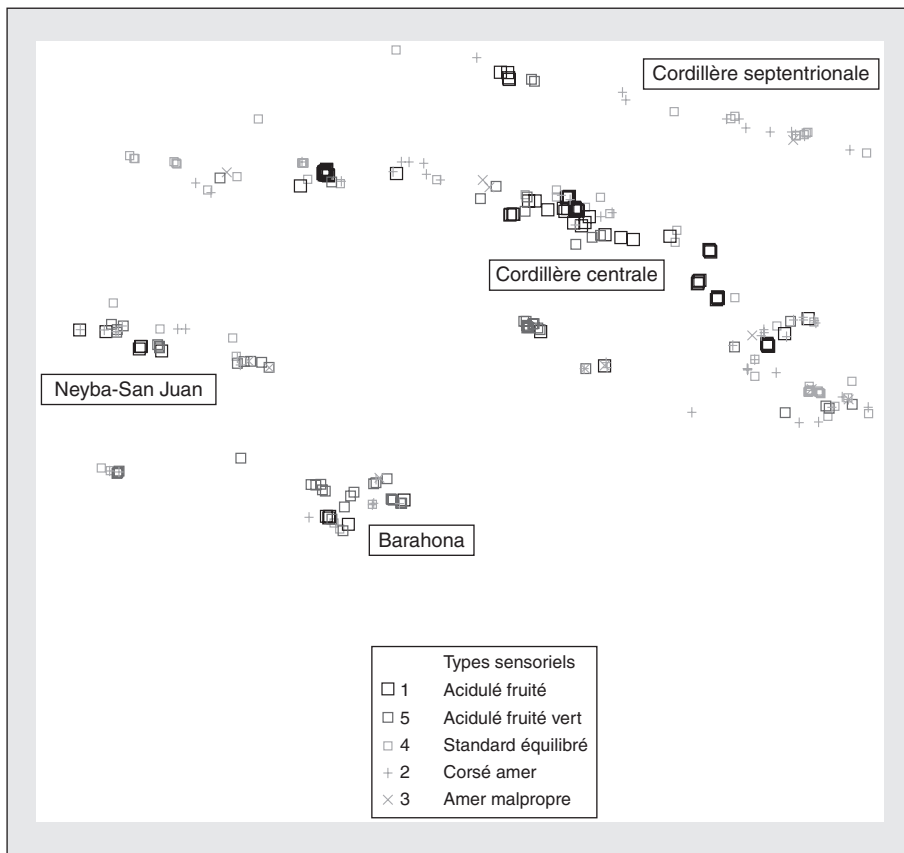 Cordillère septentrionale
Cordillère centrale
Neyba-San Juan
Barahona
Types sensoriels
1 Acidulé fruité
5 Acidulé fruité vert
4 Standard équilibré
2 Corsé amer
3 Amer malpropre